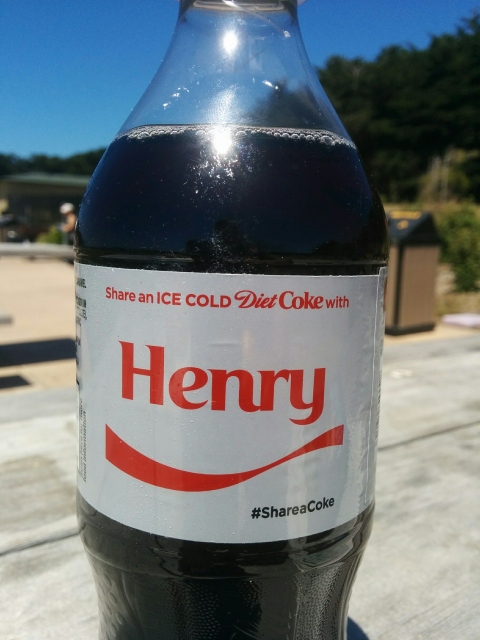 Share an ICE COLD Diet Coke with
Henry
#ShareaCoke